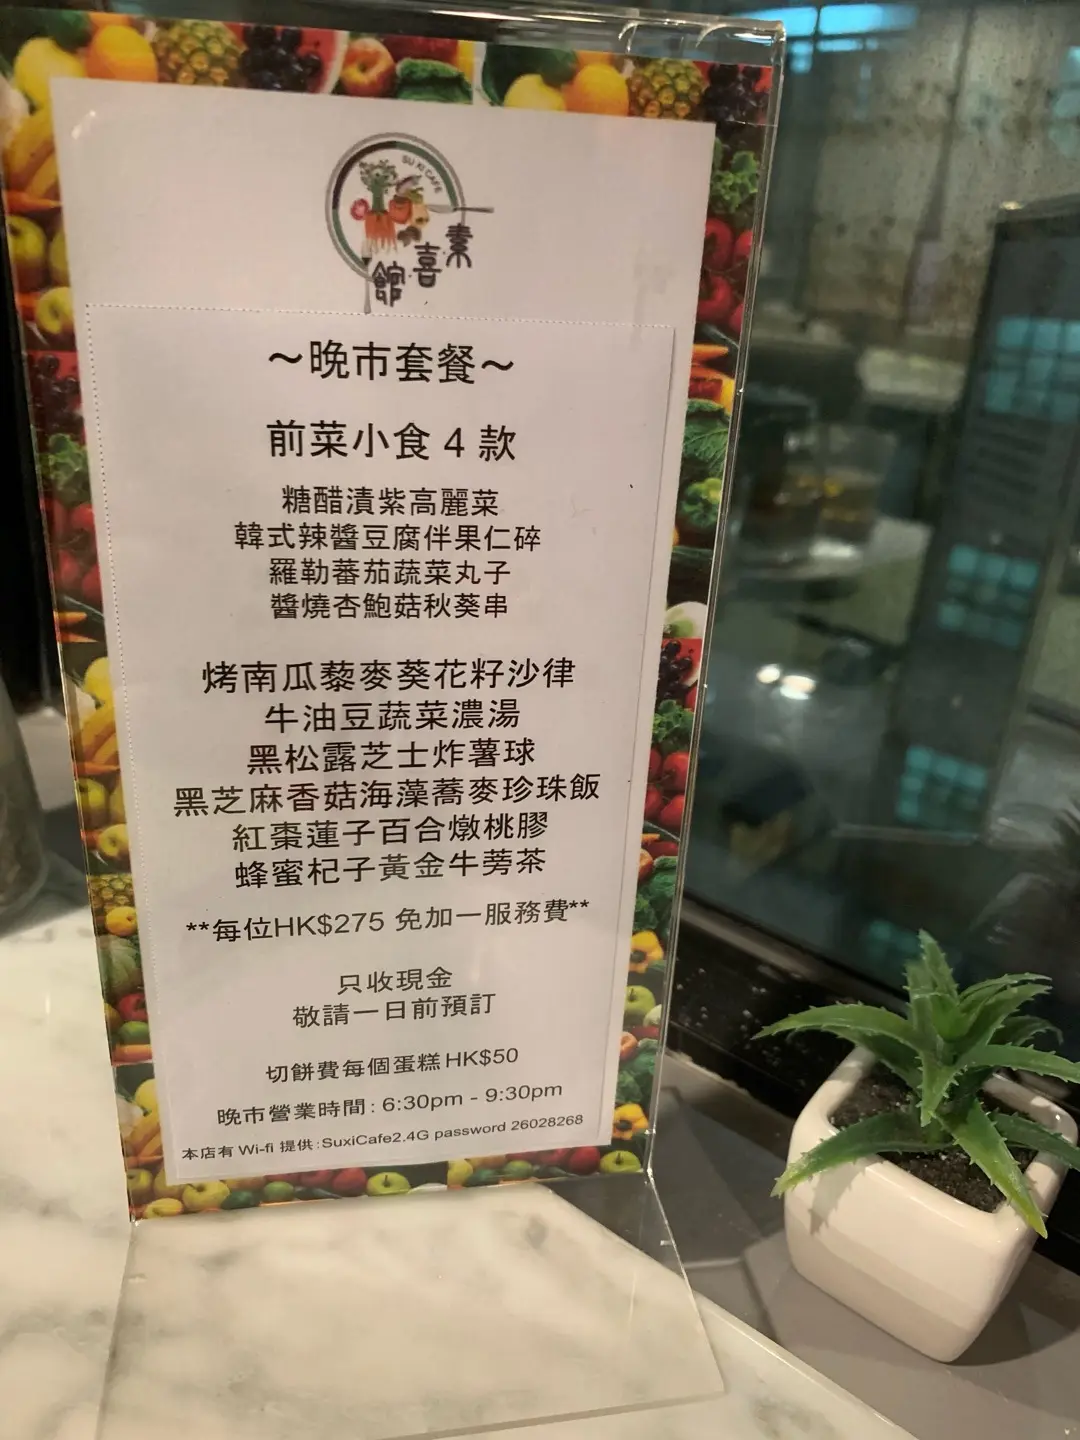 SU XI CAFE
素喜館
～晚市套餐～
前菜小食 4 款
糖醋漬紫高麗菜
韓式辣醬豆腐伴果仁碎
羅勒蕃茄蔬菜丸子
醬燒杏鮑菇秋葵串
烤南瓜藜麥葵花籽沙律
牛油豆蔬菜濃湯
黑松露芝士炸薯球
黑芝麻香菇海藻蕎麥珍珠飯
紅棗蓮子百合燉桃膠
蜂蜜杞子黃金牛蒡茶
**每位HK$275 免加一服務費**
只收現金
敬請一日前預訂
切餅費每個蛋糕HK$50
晚市營業時間：6:30pm - 9:30pm
本店有 Wi-fi 提供：SuxiCafe2.4G password 26028268